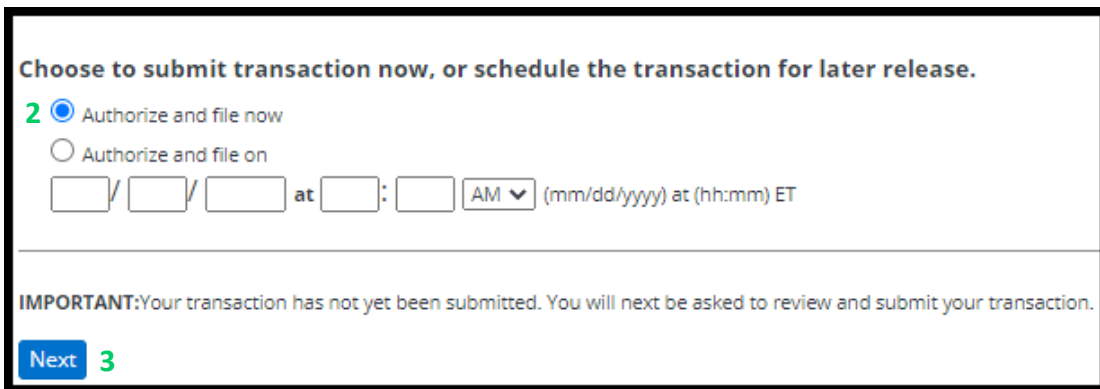 Choose to submit transaction now, or schedule the transaction for later release.
2 Authorize and file now
Authorize and file on
/ / at : AM (mm/dd/yyyy) at (hh:mm) ET
IMPORTANT:Your transaction has not yet been submitted. You will next be asked to review and submit your transaction.
Next 3